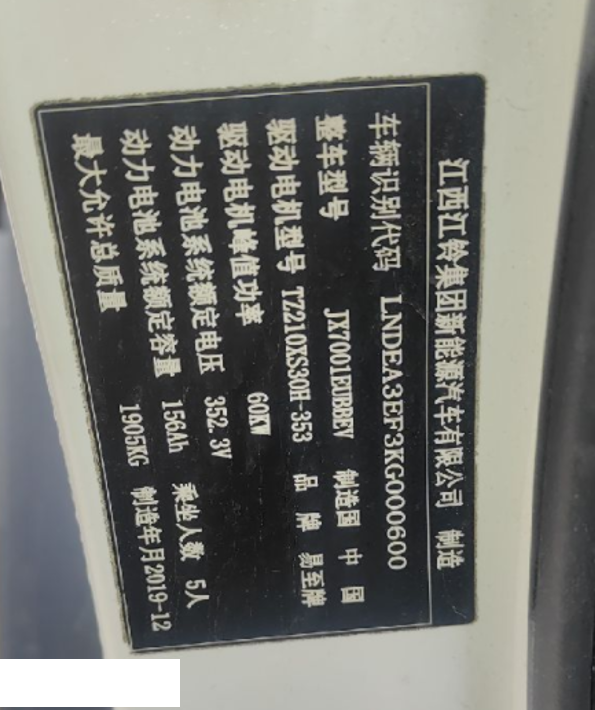 江西江铃集团新能源汽车有限公司 制造
车辆识别代码 LNDEA3EF3KG000600
整车型号 JX7001EUBBEV 制造国 中国
驱动电机型号 TZ210XS30H-353 品牌 易至牌
驱动电机峰值功率 60KW
动力电池系统额定电压 352.3V 乘坐人数 5人
动力电池系统额定容量 156Ah 制造年月 2019-12
最大允许总质量 1905KG